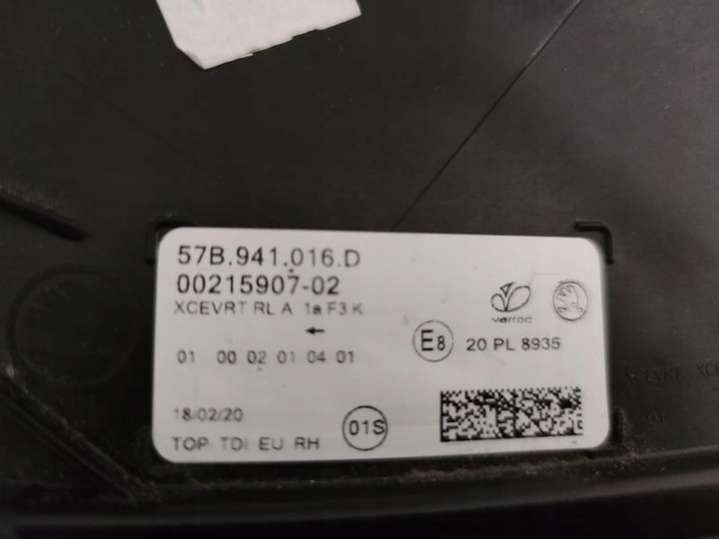 57B.941.016.D
00215907-02
XCEVRT RL A 1a F3 K
←
varroc
E8 20 PL 8935
01 00 02 01 04 01
18/02/20
01S
TOP TDI EU RH